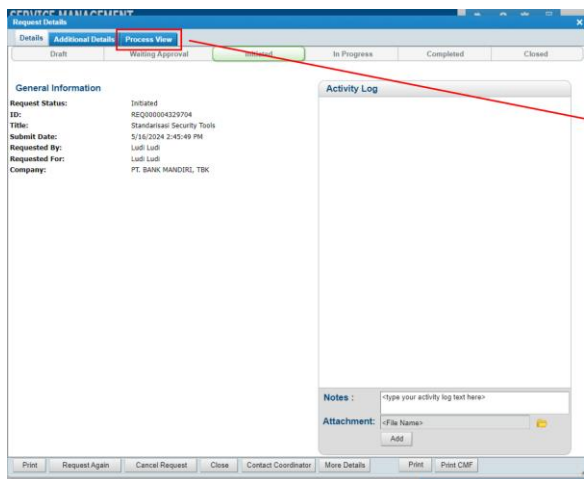 SERVICE MANAGEMENT
Request Details
Details Additional Details Process View
Draft Waiting Approval Initiated In Progress Completed Closed
General Information
Request Status: Initiated
ID: REQ000004329704
Title: Standarisasi Security Tools
Submit Date: 5/16/2024 2:45:49 PM
Requested By: Ludi Ludi
Requested For: Ludi Ludi
Company: PT. BANK MANDIRI, TBK
Activity Log
Notes : <type your activity log text here>
Attachment: <File Name>
Add
Print Request Again Cancel Request Close Contact Coordinator More Details Print Print CMF